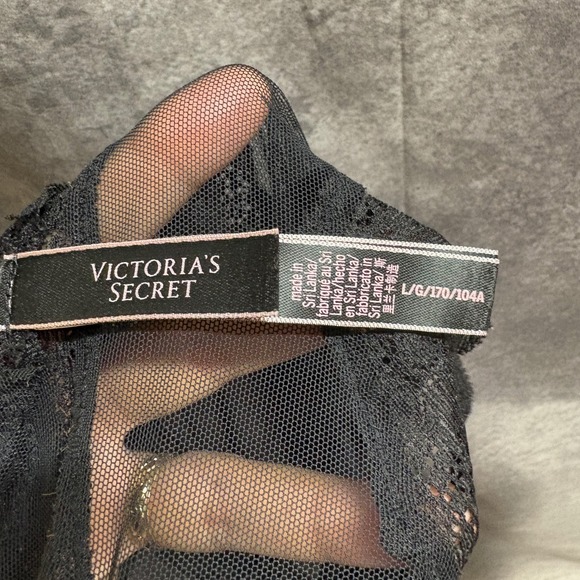 VICTORIA'S
SECRET
made in
Sri Lanka/
fabriqué au Sri
Lanka/hecho
en Sri Lanka/
fabbricato in
Sri Lanka / 斯
里兰卡制造
L/G/170/104A